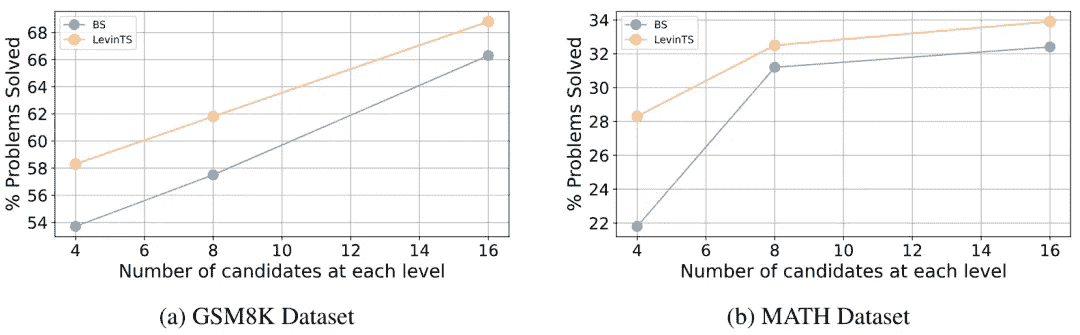 BS
LevinTS
68
66
64
62
60
58
56
54
% Problems Solved
4 6 8 10 12 14 16
Number of candidates at each level
(a) GSM8K Dataset
BS
LevinTS
34
32
30
28
26
24
22
% Problems Solved
4 6 8 10 12 14 16
Number of candidates at each level
(b) MATH Dataset